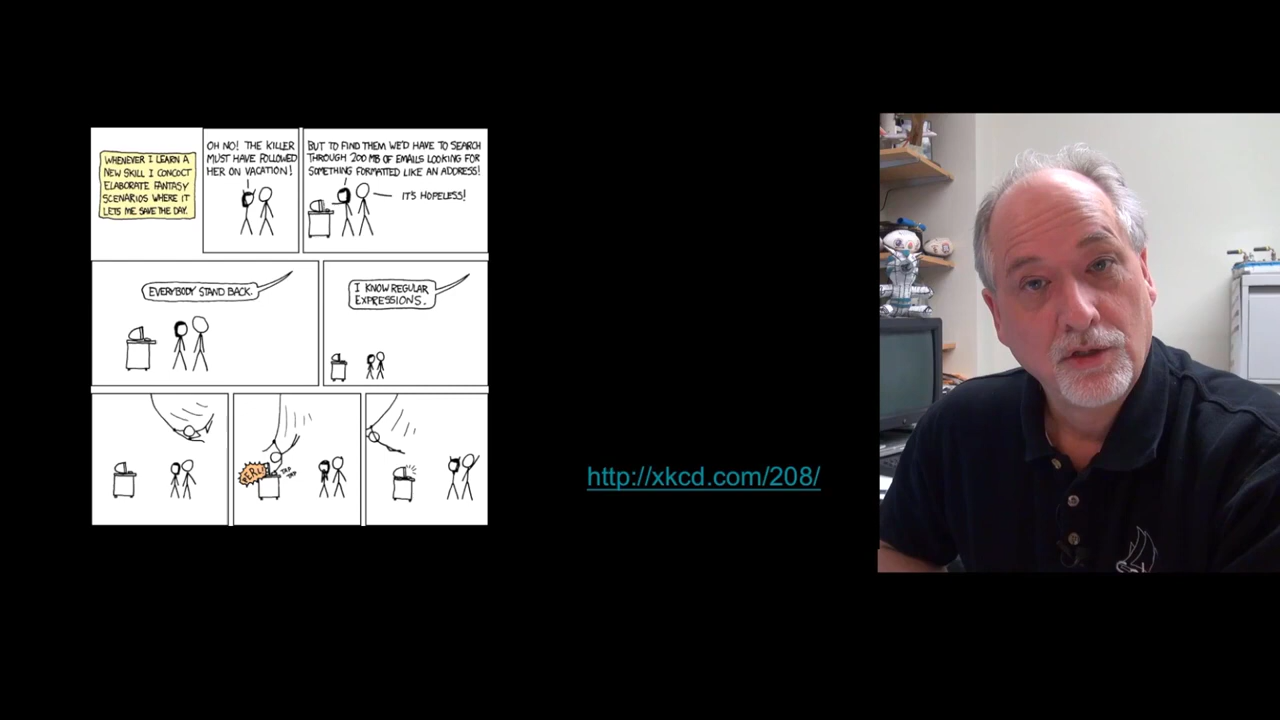 WHENEVER I LEARN A
NEW SKILL I CONCOCT
ELABORATE FANTASY
SCENARIOS WHERE IT
LETS ME SAVE THE DAY.
OH NO! THE KILLER
MUST HAVE FOLLOWED
HER ON VACATION!
BUT TO FIND THEM WE'D HAVE TO SEARCH
THROUGH 200 MB OF EMAILS LOOKING FOR
SOMETHING FORMATTED LIKE AN ADDRESS!
IT'S HOPELESS!
EVERYBODY STAND BACK.
I KNOW REGULAR
EXPRESSIONS.
PERL!
TAP
TAP
http://xkcd.com/208/